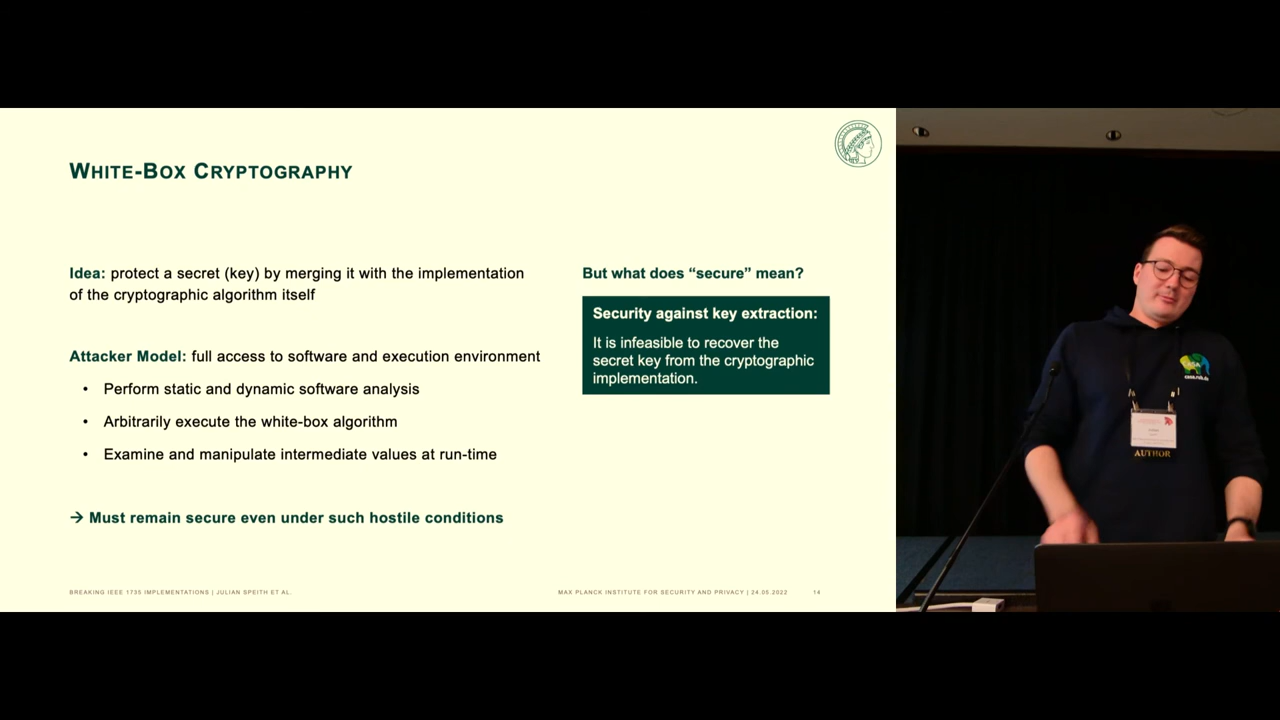 WHITE-BOX CRYPTOGRAPHY
Idea: protect a secret (key) by merging it with the implementation
of the cryptographic algorithm itself
Attacker Model: full access to software and execution environment
• Perform static and dynamic software analysis
• Arbitrarily execute the white-box algorithm
• Examine and manipulate intermediate values at run-time
→ Must remain secure even under such hostile conditions
But what does “secure” mean?
Security against key extraction:
It is infeasible to recover the
secret key from the cryptographic
implementation.
BREAKING IEEE 1735 IMPLEMENTATIONS | JULIAN SPEITH ET AL.
MAX PLANCK INSTITUTE FOR SECURITY AND PRIVACY | 24.05.2022
14
AUTHOR